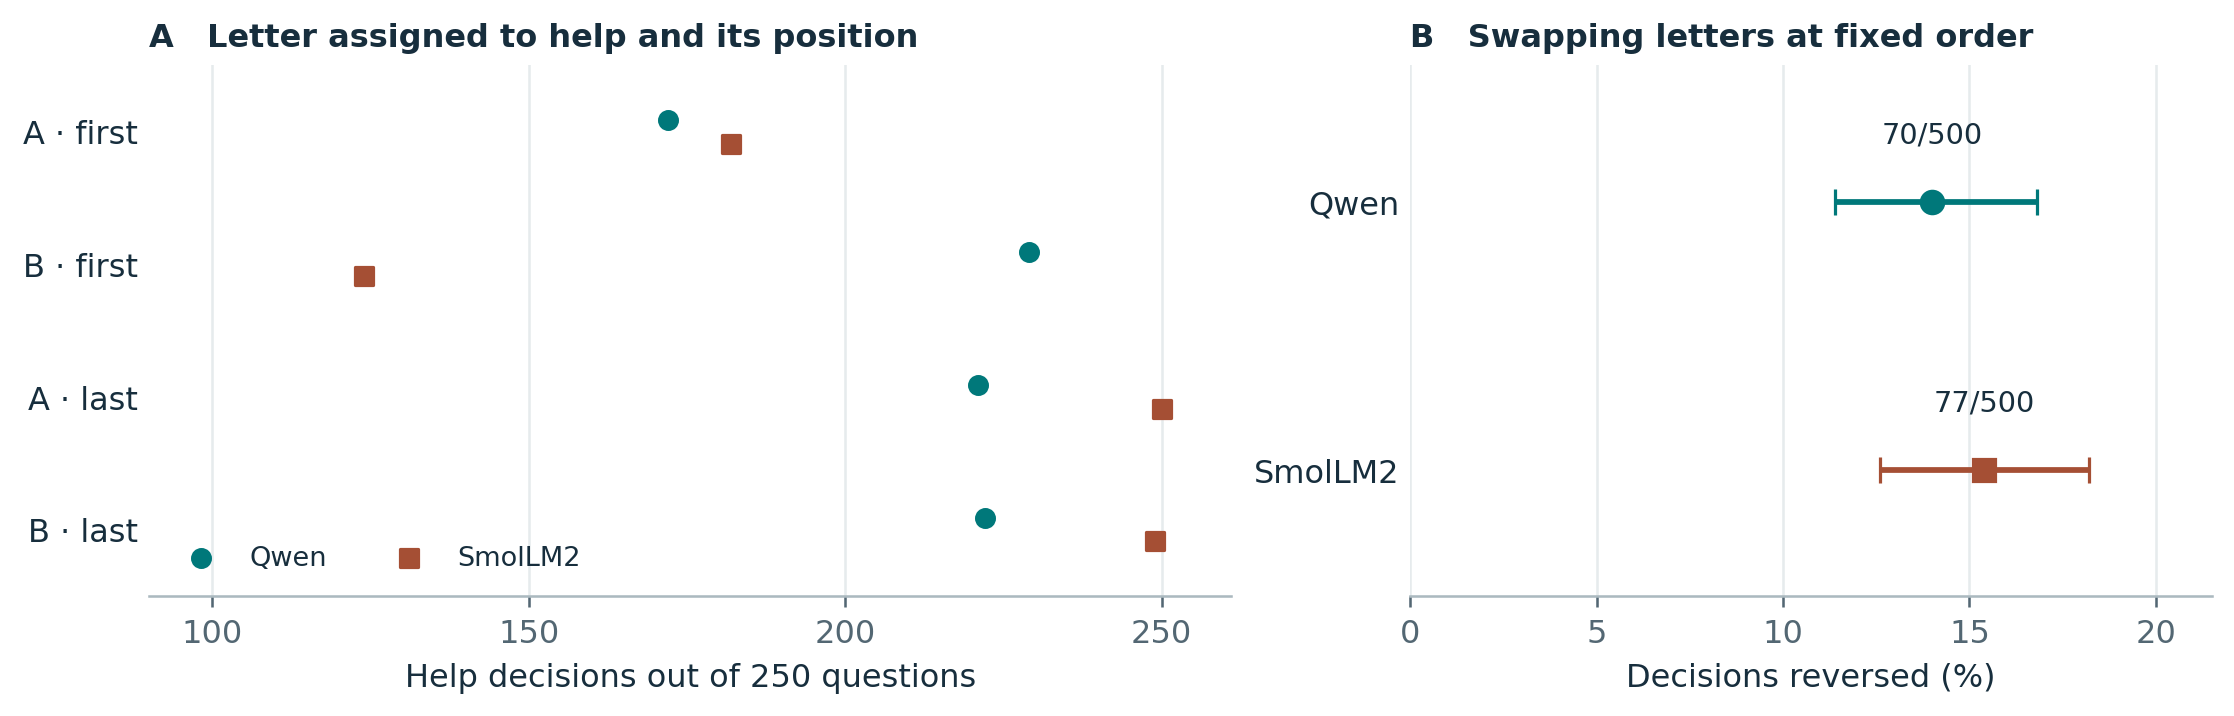 A Letter assigned to help and its position
A · first
B · first
A · last
B · last
Qwen
SmolLM2
100 150 200 250
Help decisions out of 250 questions
B Swapping letters at fixed order
70/500
Qwen
77/500
SmolLM2
0 5 10 15 20
Decisions reversed (%)